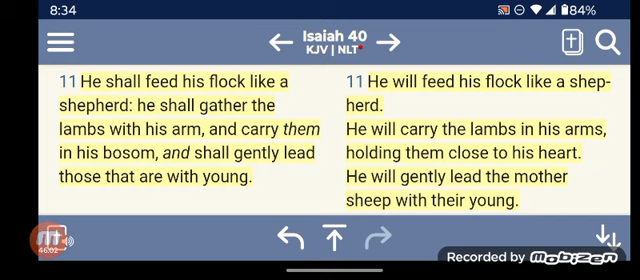 8:34
84%
Isaiah 40
KJV | NLT
11 He shall feed his flock like a
shepherd: he shall gather the
lambs with his arm, and carry them
in his bosom, and shall gently lead
those that are with young.
11 He will feed his flock like a shep-
herd.
He will carry the lambs in his arms,
holding them close to his heart.
He will gently lead the mother
sheep with their young.
46:02
Recorded by Mobizen